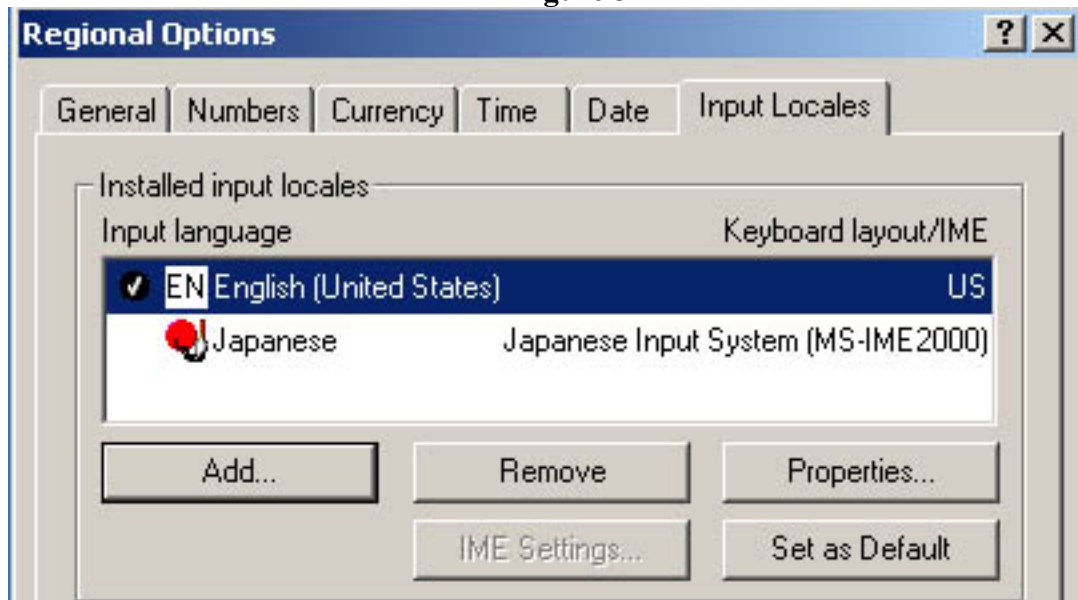 Regional Options
General Numbers Currency Time Date Input Locales
Installed input locales
Input language Keyboard layout/IME
EN English (United States) US
Japanese Japanese Input System (MS-IME2000)
Add... Remove Properties...
IME Settings... Set as Default